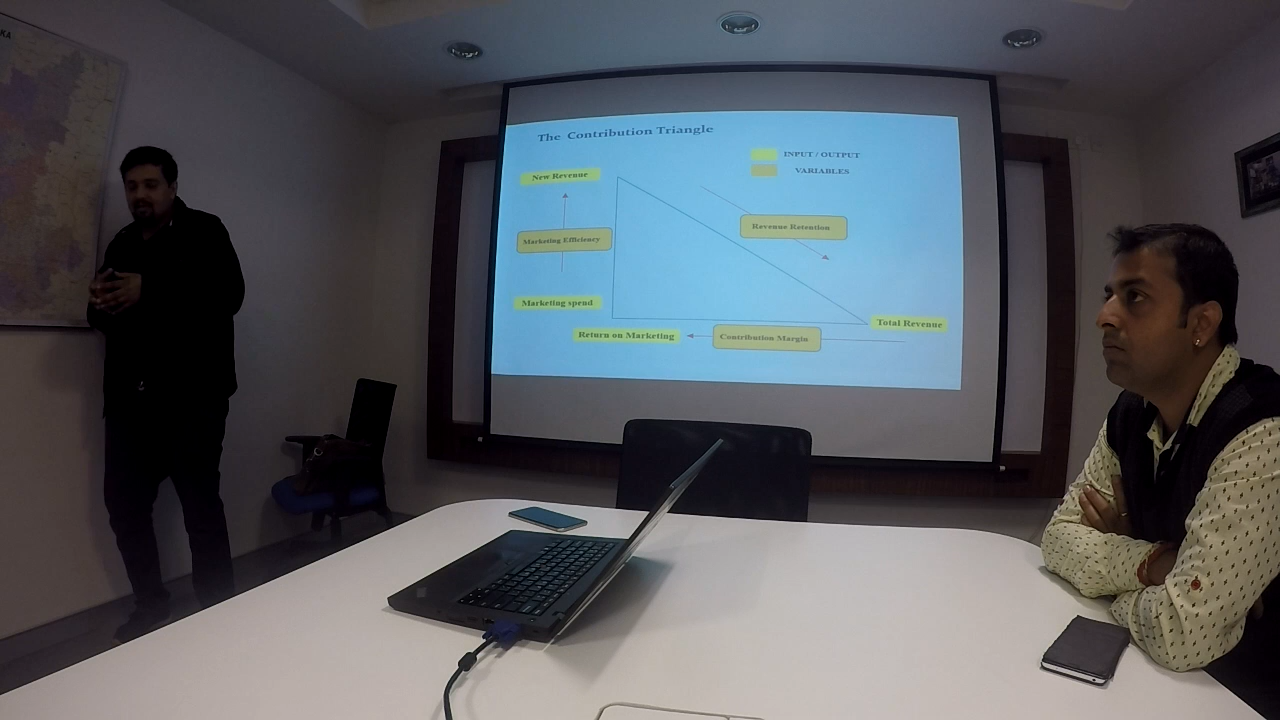 KA
The Contribution Triangle
INPUT / OUTPUT
VARIABLES
New Revenue
Revenue Retention
Marketing Efficiency
Marketing spend
Total Revenue
Return on Marketing
Contribution Margin